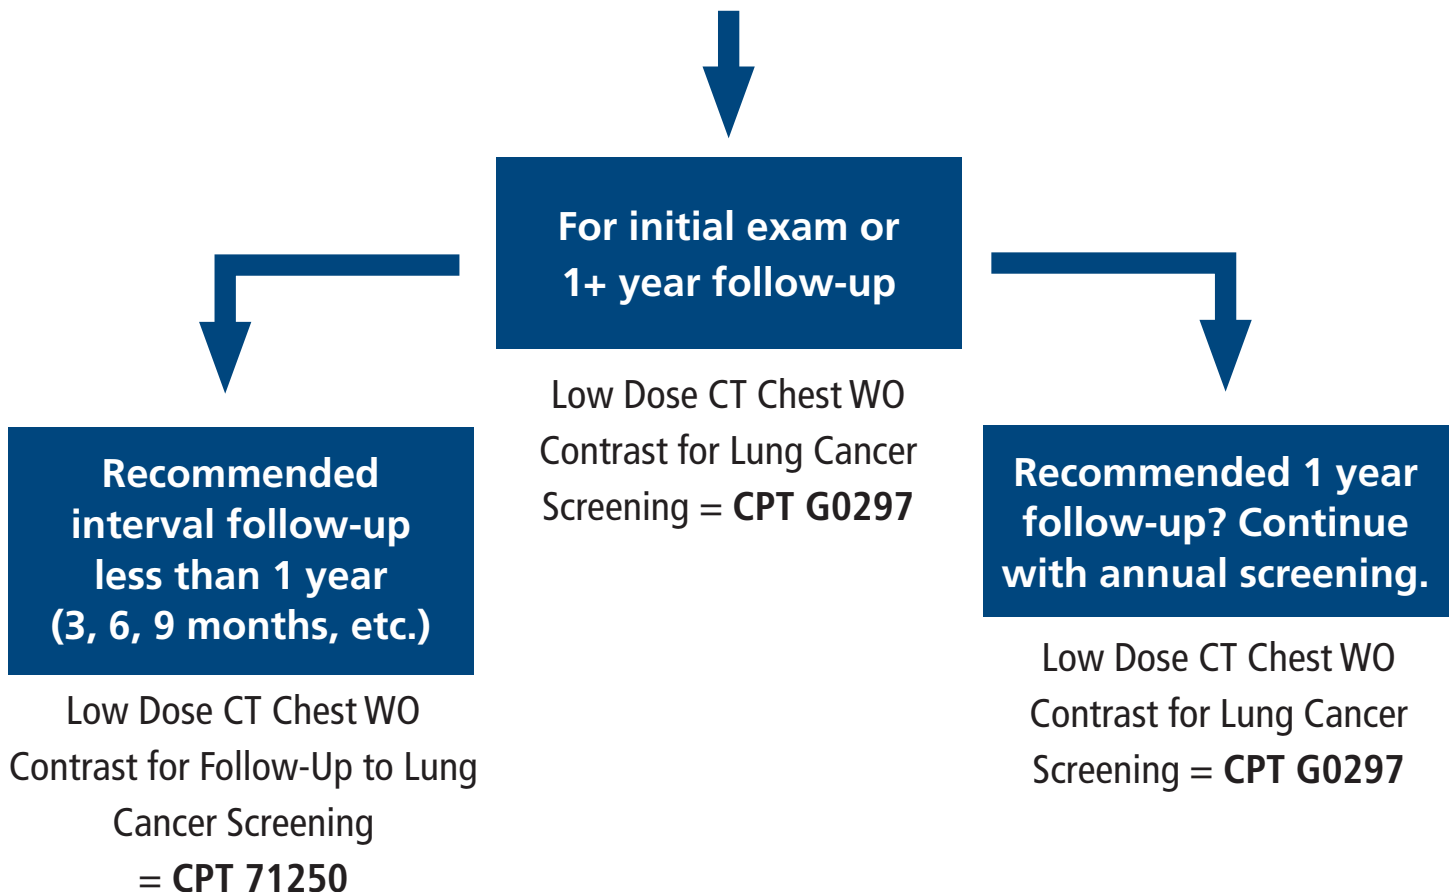 For initial exam or
1+ year follow-up
Low Dose CT Chest WO
Contrast for Lung Cancer
Screening = CPT G0297
Recommended
interval follow-up
less than 1 year
(3, 6, 9 months, etc.)
Low Dose CT Chest WO
Contrast for Follow-Up to Lung
Cancer Screening
= CPT 71250
Recommended 1 year
follow-up? Continue
with annual screening.
Low Dose CT Chest WO
Contrast for Lung Cancer
Screening = CPT G0297